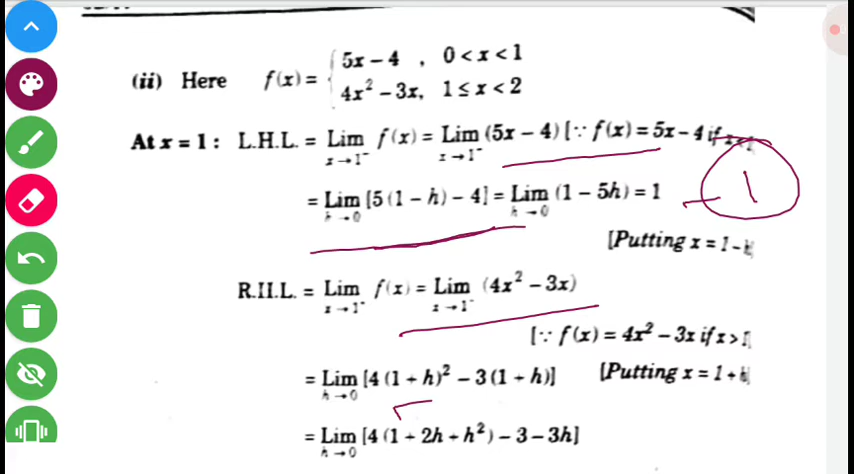 (ii) Here f(x) = { 5x – 4 , 0 < x < 1
4x² – 3x, 1 ≤ x < 2
At x = 1 : L.H.L. = Lim x→1⁻ f(x) = Lim x→1⁻ (5x – 4) [∵ f(x) = 5x – 4 if
= Lim h→0 [5 (1 – h) – 4] = Lim h→0 (1 – 5h) = 1
1
[Putting x = 1 – h
R.H.L. = Lim x→1 f(x) = Lim x→1 (4x² – 3x)
[∵ f(x) = 4x² – 3x if x > 1
= Lim h→0 [4 (1 + h)² – 3 (1 + h)] [Putting x = 1 + h
= Lim h→0 [4 (1 + 2h + h²) – 3 – 3h]